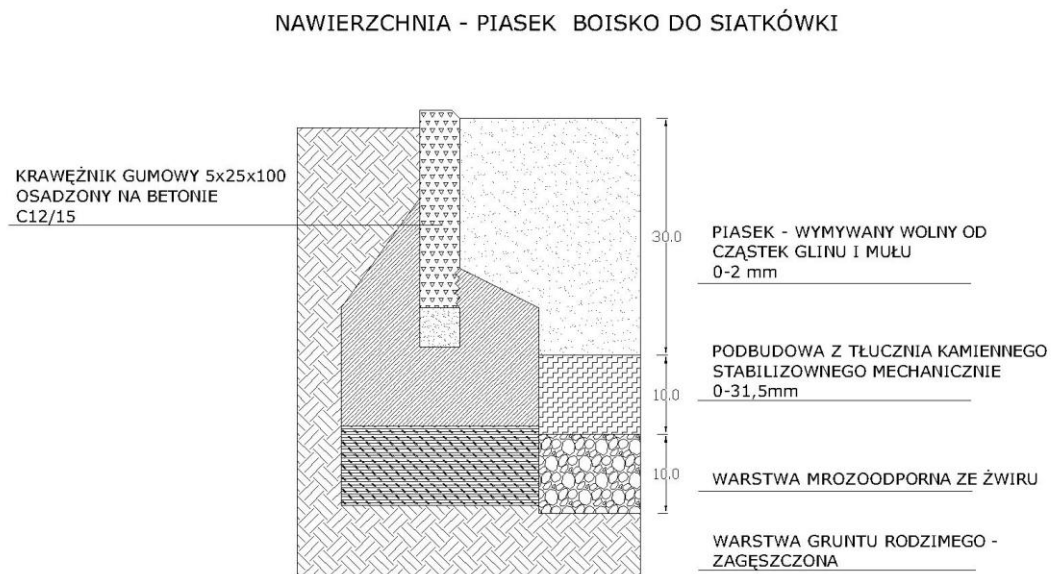 NAWIERZCHNIA - PIASEK BOISKO DO SIATKÓWKI
KRAWĘŻNIK GUMOWY 5x25x100
OSADZONY NA BETONIE
C12/15
30.0
PIASEK - WYMYWANY WOLNY OD
CZĄSTEK GLINU I MUŁU
0-2 mm
10.0
PODBUDOWA Z TŁUCZNIA KAMIENNEGO
STABILIZOWNEGO MECHANICZNIE
0-31,5mm
10.0
WARSTWA MROZOODPORNA ZE ŻWIRU
WARSTWA GRUNTU RODZIMEGO -
ZAGĘSZCZONA